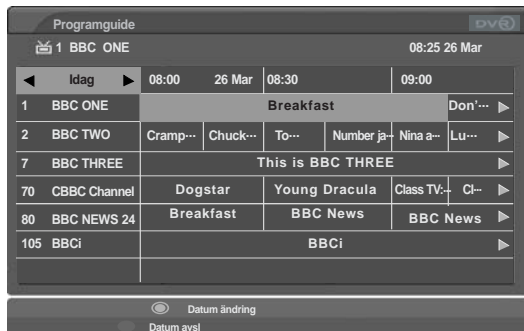 Programguide DVR
1 BBC ONE 08:25 26 Mar
Idag 08:00 26 Mar 08:30 09:00
1 BBC ONE Breakfast Don'···
2 BBC TWO Cramp··· Chuck··· To··· Number ja··· Nina a··· Lu···
7 BBC THREE This is BBC THREE
70 CBBC Channel Dogstar Young Dracula Class TV:··· Cl···
80 BBC NEWS 24 Breakfast BBC News BBC News
105 BBCi BBCi
Datum ändring
Datum avsl